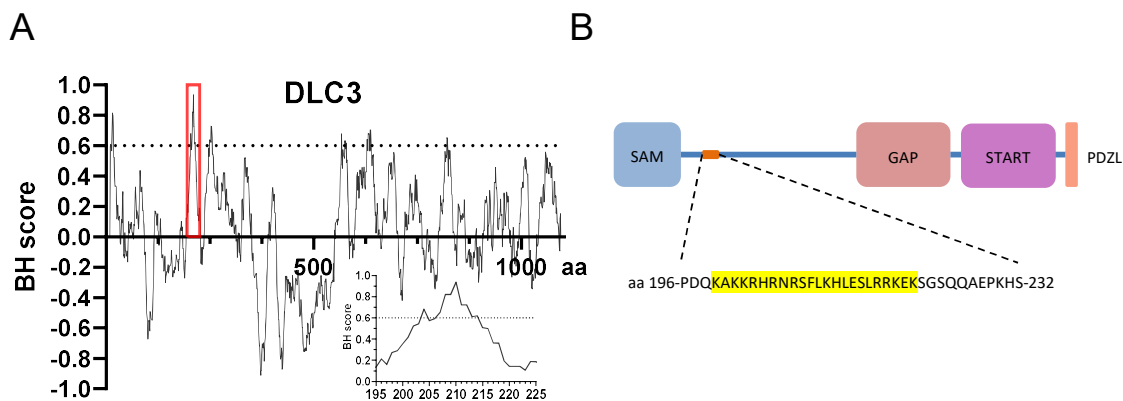 A
B
DLC3
BH score
1.0
0.8
0.6
0.4
0.2
0.0
-0.2
-0.4
-0.6
-0.8
-1.0
500
1000
aa
BH score
1.0
0.8
0.6
0.4
0.2
0.0
195 200 205 210 215 220 225
SAM
GAP
START
PDZL
aa 196-PDQKAKKRHRNRSFLKHLESLRRKEKSGSQQAEPKHS-232